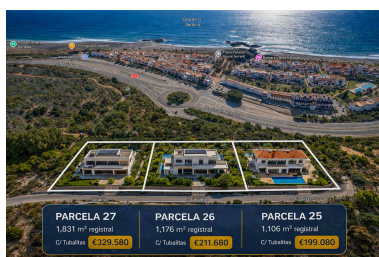 PARCELA 27
1,831 m² registral
C/ Tubalitas €329.580
PARCELA 26
1,176 m² registral
C/ Tubalitas €211.680
PARCELA 25
1,106 m² registral
C/ Tubalitas €199.080